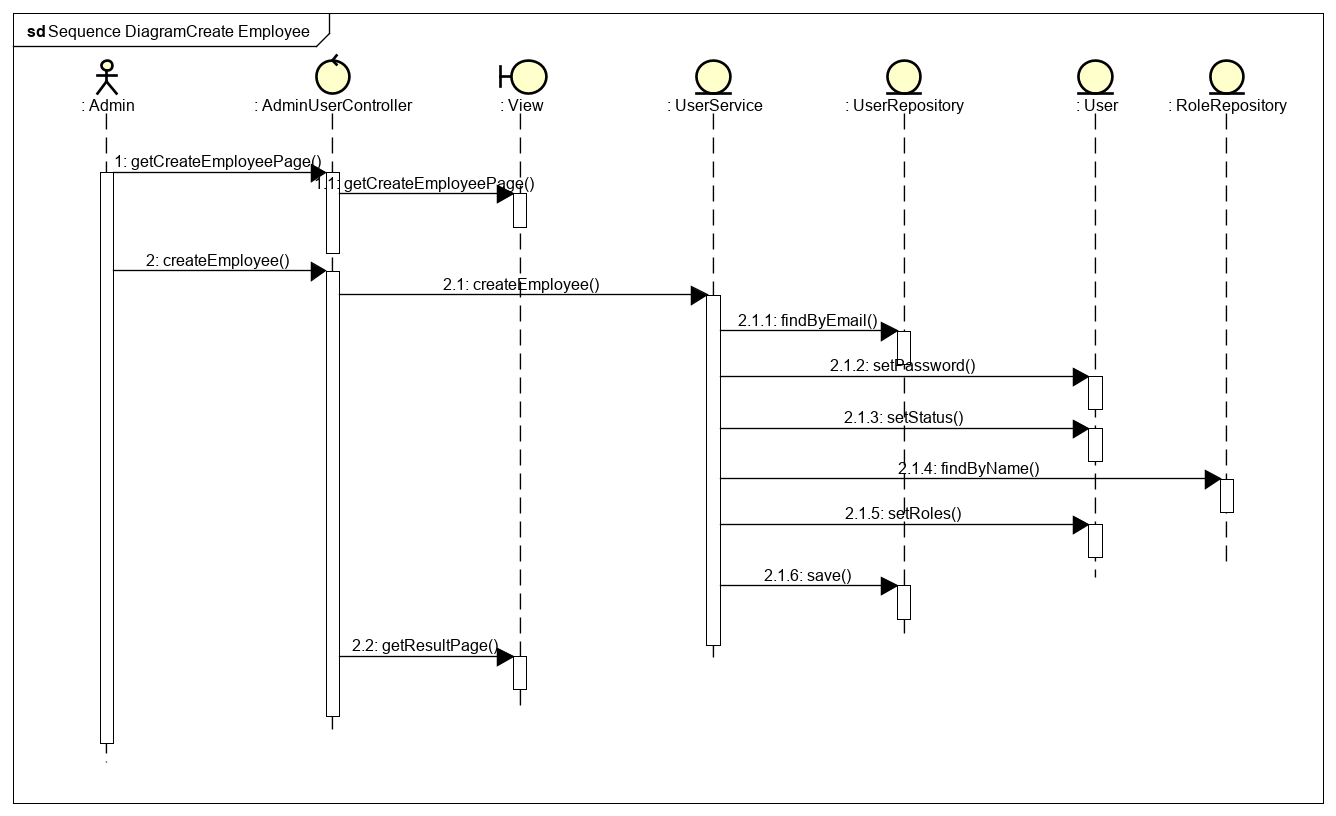 sd Sequence DiagramCreate Employee
: Admin
: AdminUserController
: View
: UserService
: UserRepository
: User
: RoleRepository
1: getCreateEmployeePage()
1.1: getCreateEmployeePage()
2: createEmployee()
2.1: createEmployee()
2.1.1: findByEmail()
2.1.2: setPassword()
2.1.3: setStatus()
2.1.4: findByName()
2.1.5: setRoles()
2.1.6: save()
2.2: getResultPage()